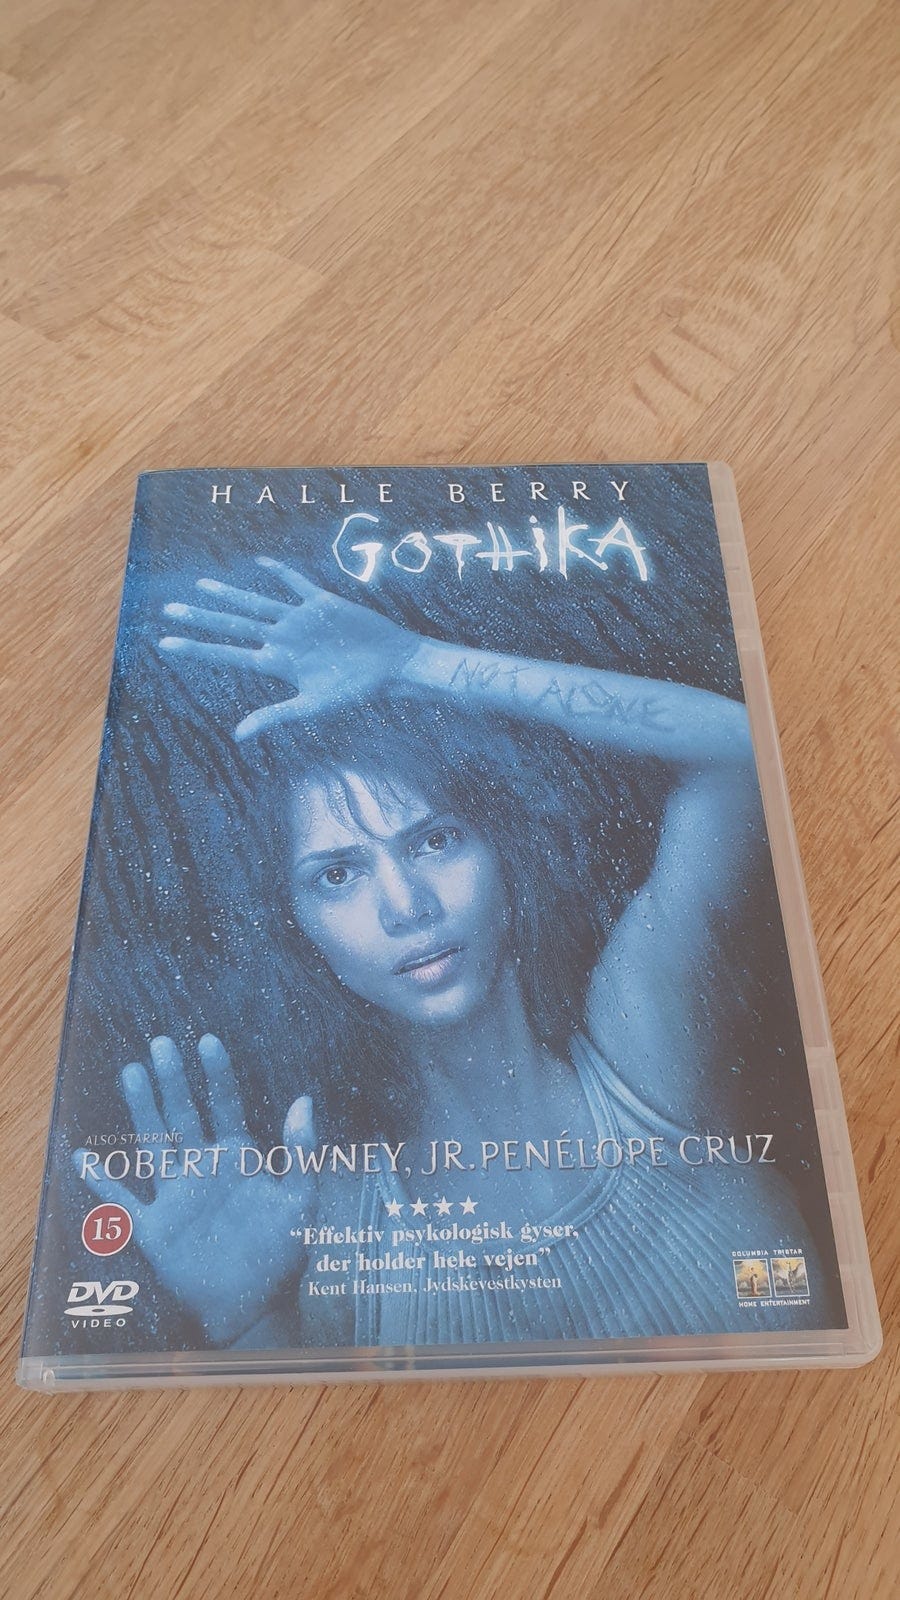 HALLE BERRY
GOTHIKA
NOT ALONE
ALSO STARRING
ROBERT DOWNEY, JR. PENÉLOPE CRUZ
15
★★★★
“Effektiv psykologisk gyser,
der holder hele vejen”
Kent Hansen, Jydskevestkysten
DVD
VIDEO
COLUMBIA TRISTAR
HOME ENTERTAINMENT